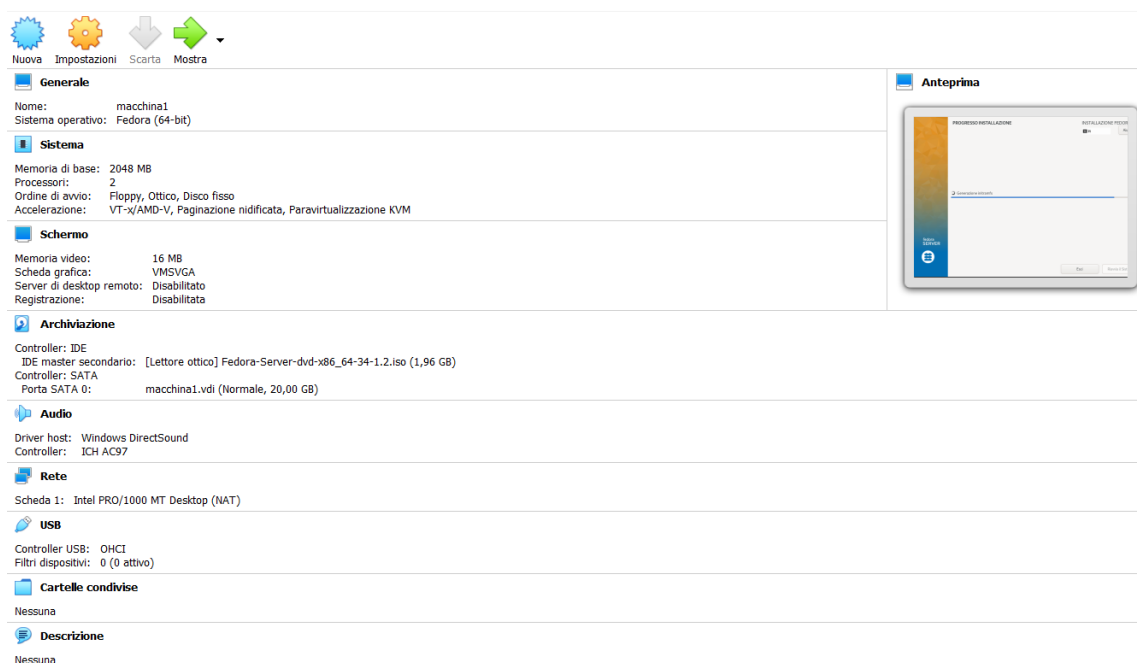 Nuova Impostazioni Scarta Mostra
Generale
Nome: macchina1
Sistema operativo: Fedora (64-bit)
Anteprima
PROGRESSO INSTALLAZIONE
Sistema
Memoria di base: 2048 MB
Processori: 2
Ordine di avvio: Floppy, Ottico, Disco fisso
Accelerazione: VT-x/AMD-V, Paginazione nidificata, Paravirtualizzazione KVM
Schermo
Memoria video: 16 MB
Scheda grafica: VMSVGA
Server di desktop remoto: Disabilitato
Registrazione: Disabilitata
Archiviazione
Controller: IDE
IDE master secondario: [Lettore ottico] Fedora-Server-dvd-x86_64-34-1.2.iso (1,96 GB)
Controller: SATA
Porta SATA 0: macchina1.vdi (Normale, 20,00 GB)
Audio
Driver host: Windows DirectSound
Controller: ICH AC97
Rete
Scheda 1: Intel PRO/1000 MT Desktop (NAT)
USB
Controller USB: OHCI
Filtri dispositivi: 0 (0 attivo)
Cartelle condivise
Nessuna
Descrizione
Nessuna